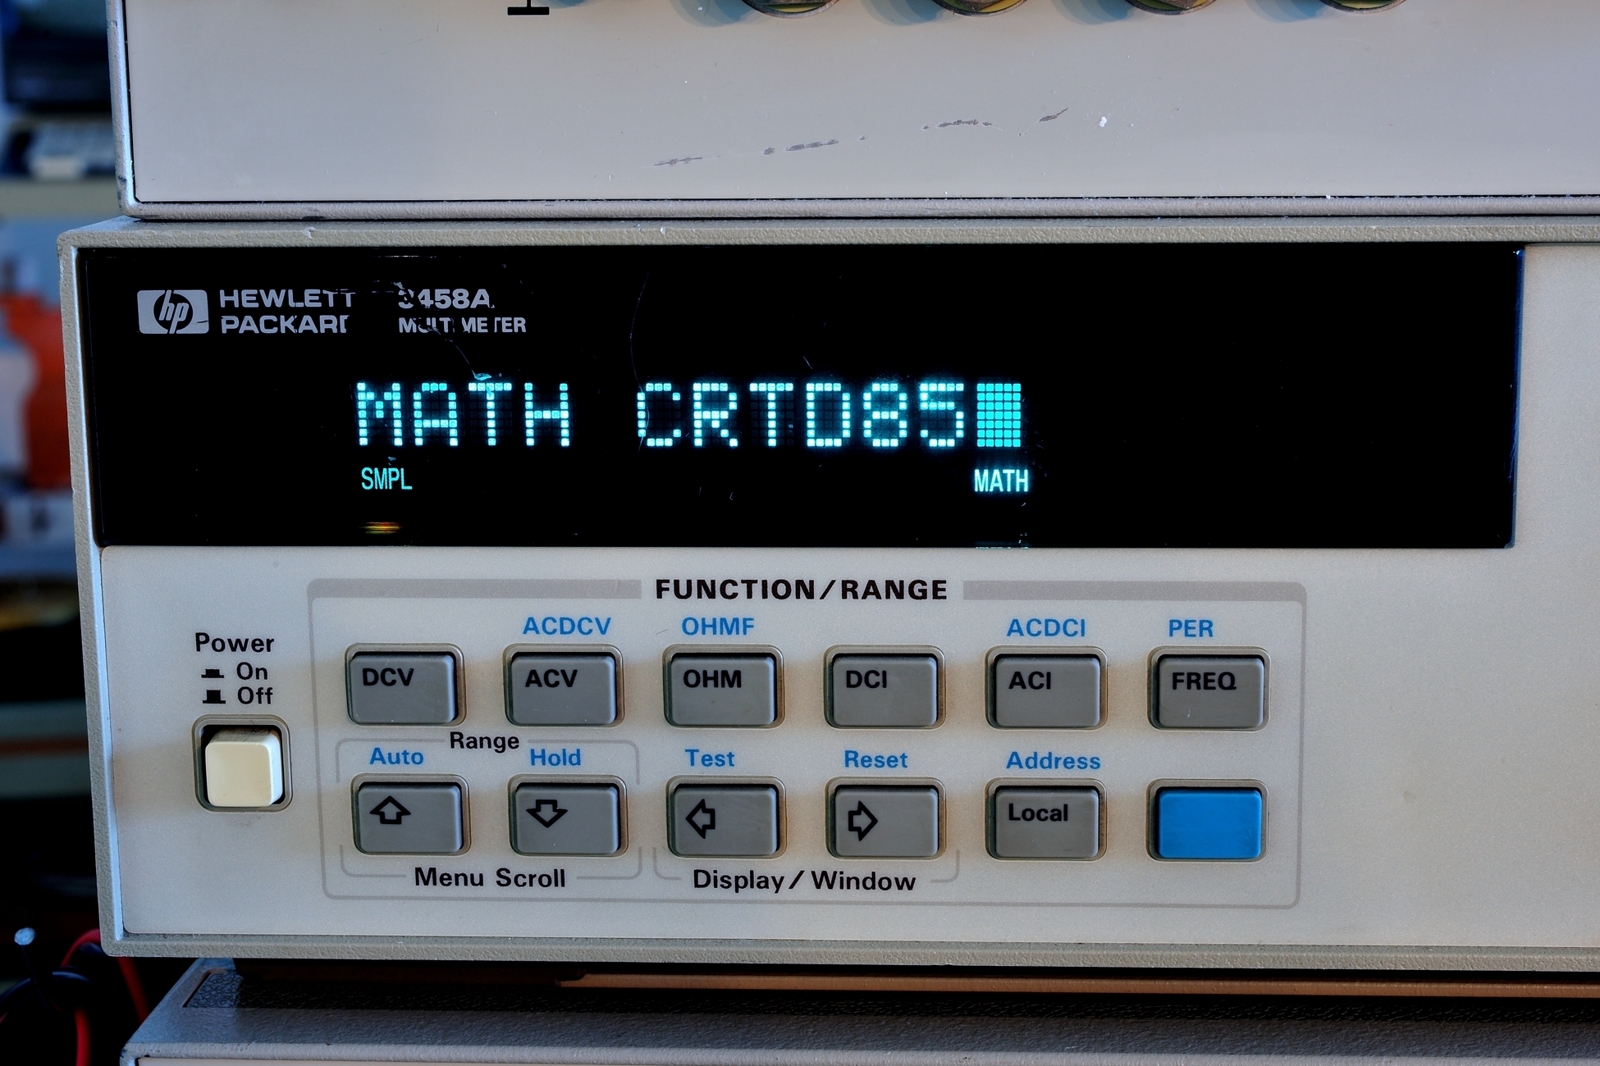 hp HEWLETT PACKARD
3458A MULTIMETER
MATH CRTD85
SMPL MATH
FUNCTION/RANGE
ACDCV OHMF ACDCI PER
Power
On
Off
DCV ACV OHM DCI ACI FREQ
Range
Auto Hold Test Reset Address
Local
Menu Scroll Display/Window